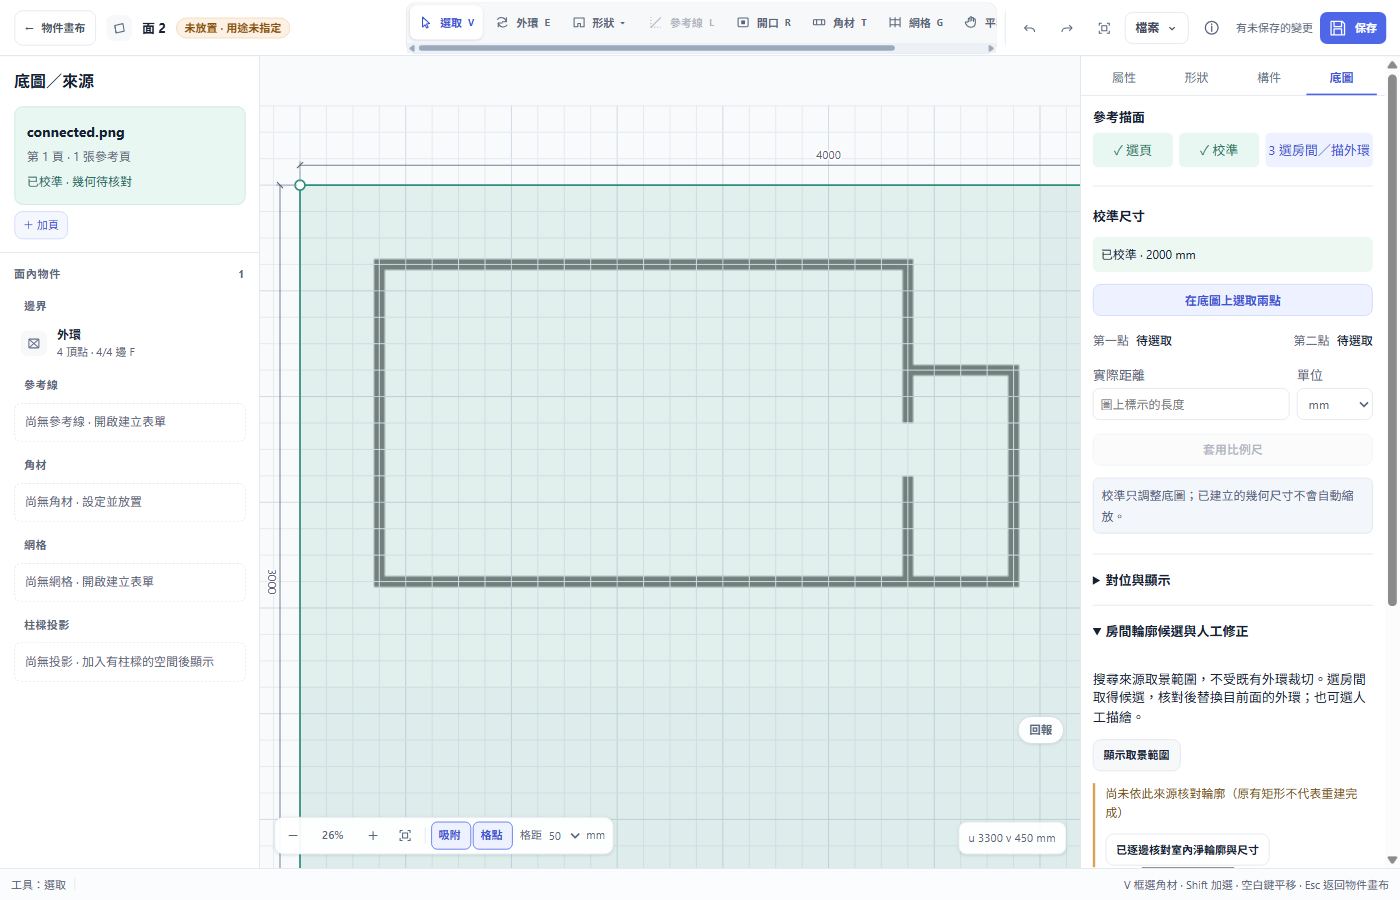 ← 物件畫布
面 2
未放置 · 用途未指定
選取 V
外環 E
形狀
參考線 L
開口 R
角材 T
網格 G
平
檔案
有未保存的變更
保存
底圖／來源
connected.png
第 1 頁 · 1 張參考頁
已校準 · 幾何待核對
＋ 加頁
面內物件 1
邊界
外環
4 頂點 · 4/4 邊 F
參考線
尚無參考線 · 開啟建立表單
角材
尚無角材 · 設定並放置
網格
尚無網格 · 開啟建立表單
柱樑投影
尚無投影 · 加入有柱樑的空間後顯示
4000
3000
回報
− 26% +
吸附
格點
格距 50 mm
u 3300 v 450 mm
屬性
形狀
構件
底圖
參考描面
✓ 選頁
✓ 校準
3 選房間／描外環
校準尺寸
已校準 · 2000 mm
在底圖上選取兩點
第一點 待選取
第二點 待選取
實際距離
單位
圖上標示的長度
mm
套用比例尺
校準只調整底圖；已建立的幾何尺寸不會自動縮
放。
▶ 對位與顯示
▼ 房間輪廓候選與人工修正
搜尋來源取景範圍，不受既有外環裁切。選房間
取得候選，核對後替換目前面的外環；也可選人
工描繪。
顯示取景範圍
尚未依此來源核對輪廓（原有矩形不代表重建完
成）
已逐邊核對室內淨輪廓與尺寸
工具：選取
V 框選角材 · Shift 加選 · 空白鍵平移 · Esc 返回物件畫布